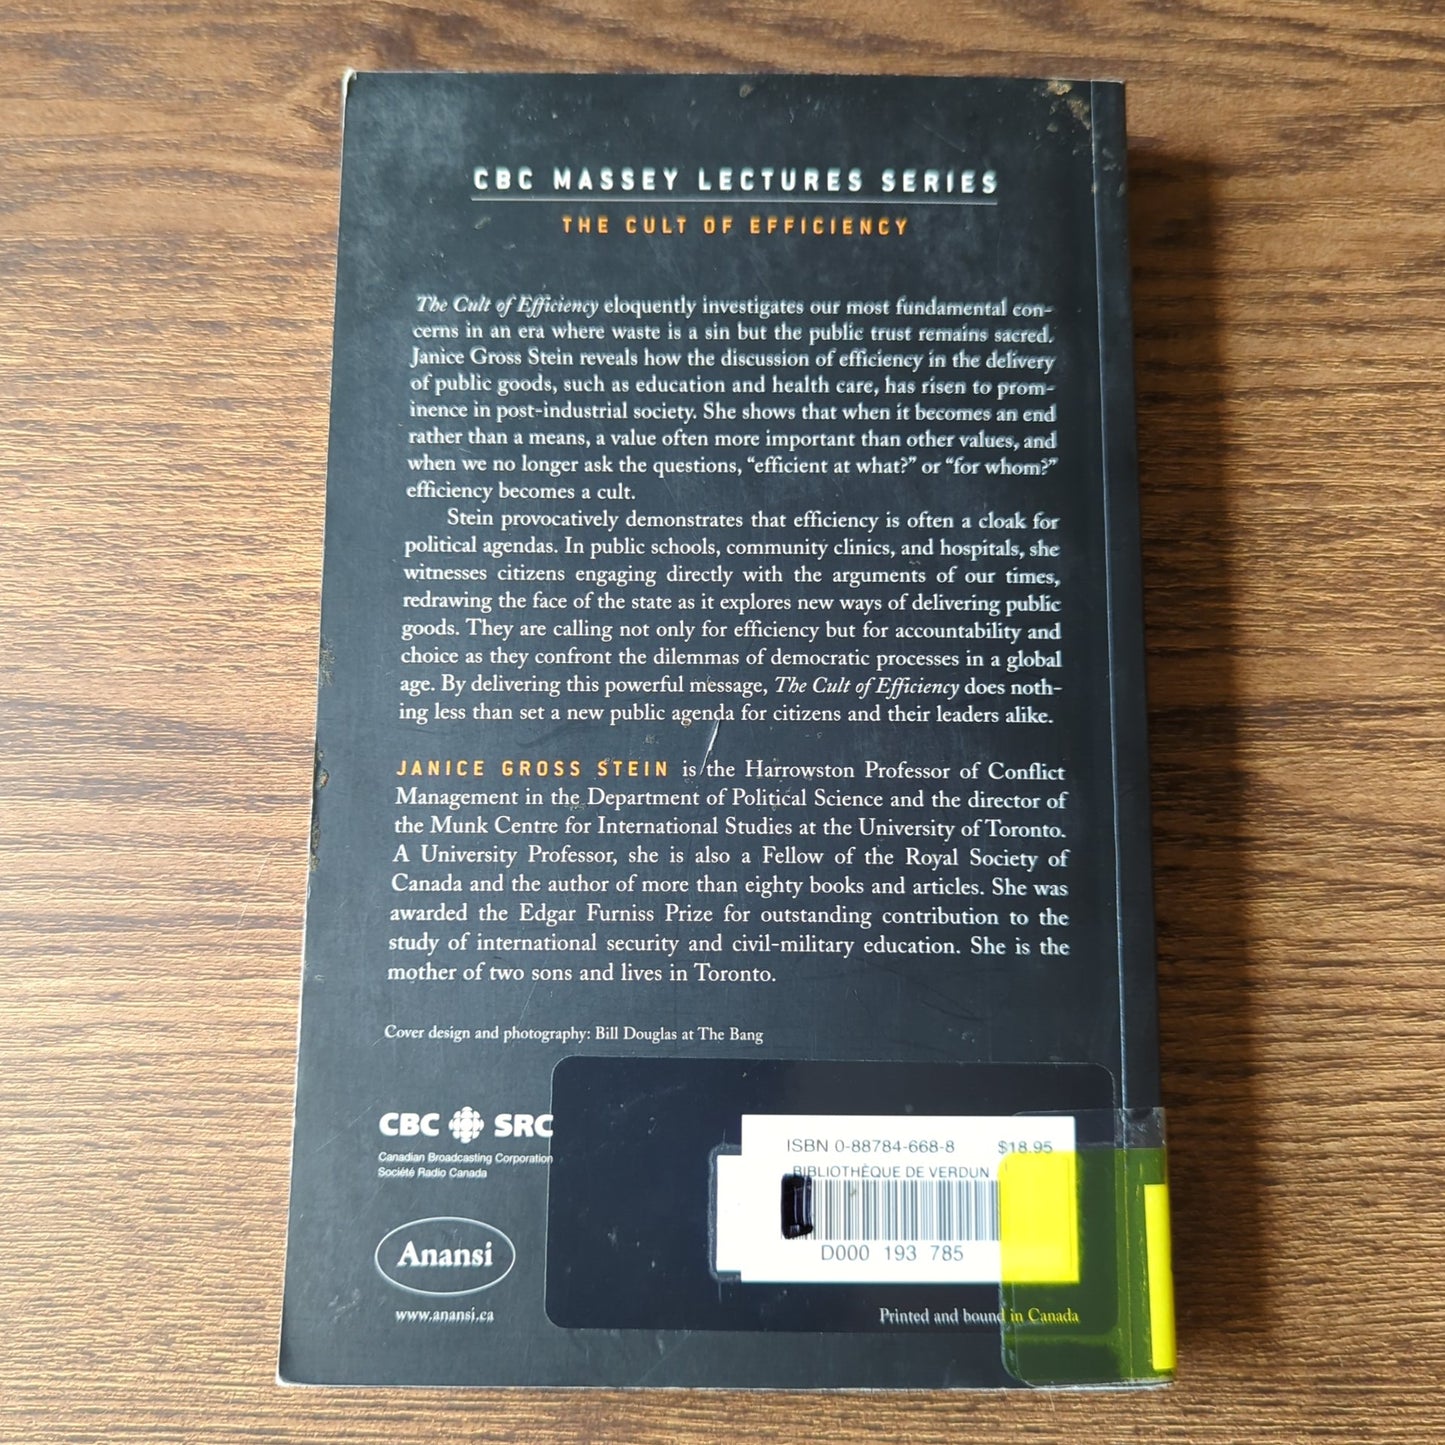 CBC MASSEY LECTURES SERIES
THE CULT OF EFFICIENCY
The Cult of Efficiency eloquently investigates our most fundamental con-
cerns in an era where waste is a sin but the public trust remains sacred.
Janice Gross Stein reveals how the discussion of efficiency in the delivery
of public goods, such as education and health care, has risen to prom-
inence in post-industrial society. She shows that when it becomes an end
rather than a means, a value often more important than other values, and
when we no longer ask the questions, “efficient at what?” or “for whom?”
efficiency becomes a cult.
Stein provocatively demonstrates that efficiency is often a cloak for
political agendas. In public schools, community clinics, and hospitals, she
witnesses citizens engaging directly with the arguments of our times,
redrawing the face of the state as it explores new ways of delivering public
goods. They are calling not only for efficiency but for accountability and
choice as they confront the dilemmas of democratic processes in a global
age. By delivering this powerful message, The Cult of Efficiency does noth-
ing less than set a new public agenda for citizens and their leaders alike.
JANICE GROSS STEIN is the Harrowston Professor of Conflict
Management in the Department of Political Science and the director of
the Munk Centre for International Studies at the University of Toronto.
A University Professor, she is also a Fellow of the Royal Society of
Canada and the author of more than eighty books and articles. She was
awarded the Edgar Furniss Prize for outstanding contribution to the
study of international security and civil-military education. She is the
mother of two sons and lives in Toronto.
Cover design and photography: Bill Douglas at The Bang
CBC SRC
Canadian Broadcasting Corporation
Société Radio Canada
Anansi
www.anansi.ca
ISBN 0-88784-668-8 $18.95
BIBLIOTHÈQUE DE VERDUN
D000 193 785
Printed and bound in Canada